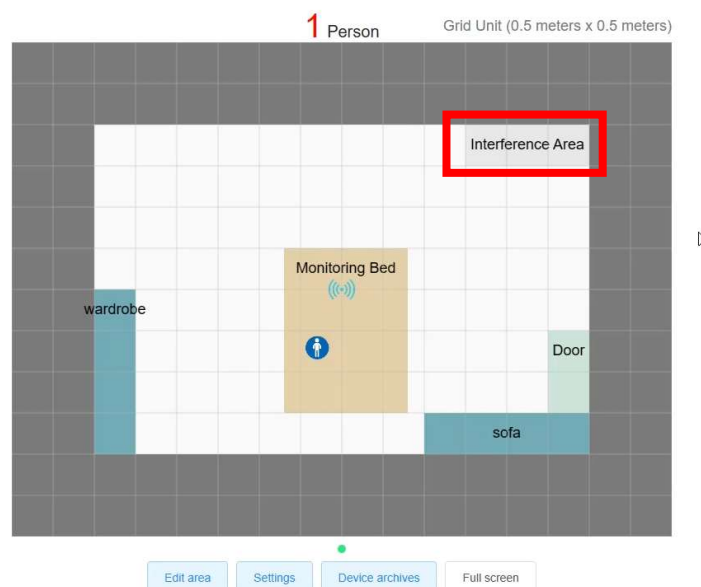 1 Person
Grid Unit (0.5 meters x 0.5 meters)
Interference Area
Monitoring Bed
wardrobe
Door
sofa
Edit area
Settings
Device archives
Full screen